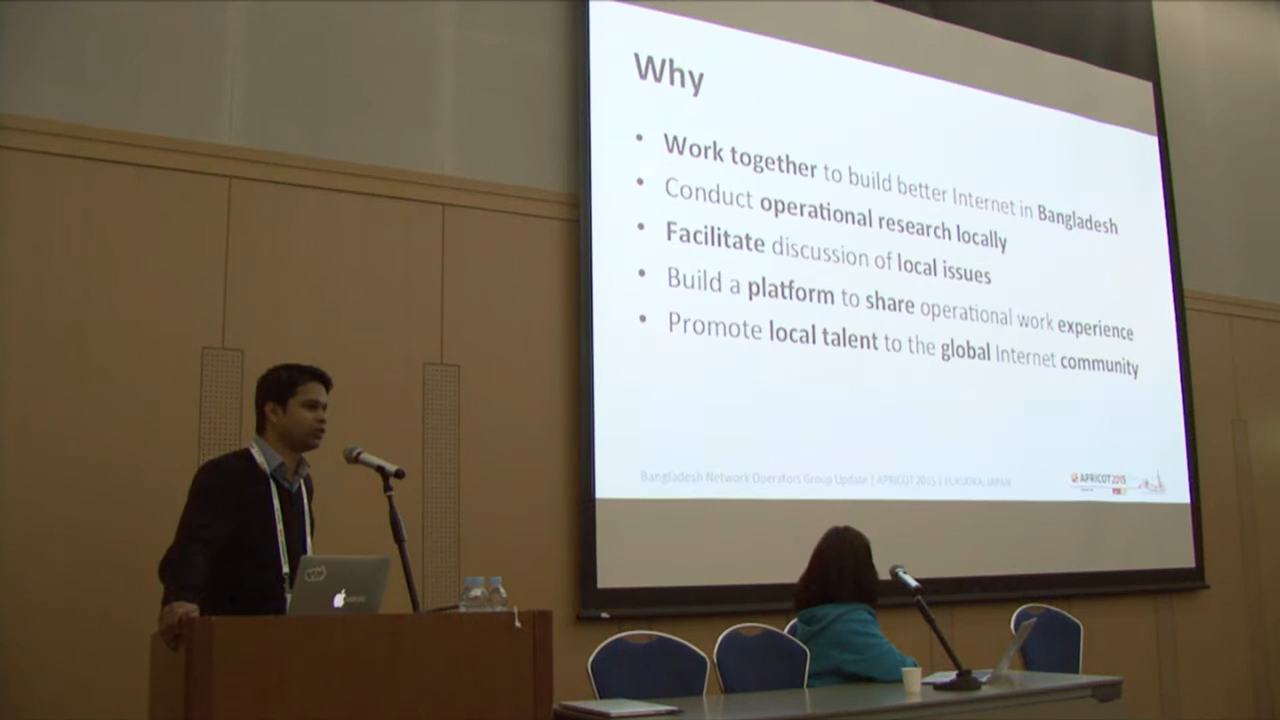 Why
• Work together to build better Internet in Bangladesh
• Conduct operational research locally
• Facilitate discussion of local issues
• Build a platform to share operational work experience
• Promote local talent to the global Internet community
Bangladesh Network Operators Group Update | APRICOT 2015 | FUKUOKA, JAPAN
APRICOT 2015